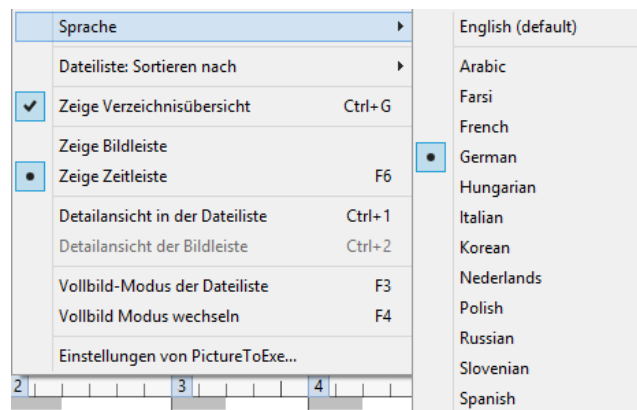 Sprache
Dateiliste: Sortieren nach
Zeige Verzeichnisübersicht Ctrl+G
Zeige Bildleiste
Zeige Zeitleiste F6
Detailansicht in der Dateiliste Ctrl+1
Detailansicht der Bildleiste Ctrl+2
Vollbild-Modus der Dateiliste F3
Vollbild Modus wechseln F4
Einstellungen von PictureToExe...
2 3 4
English (default)
Arabic
Farsi
French
German
Hungarian
Italian
Korean
Nederlands
Polish
Russian
Slovenian
Spanish